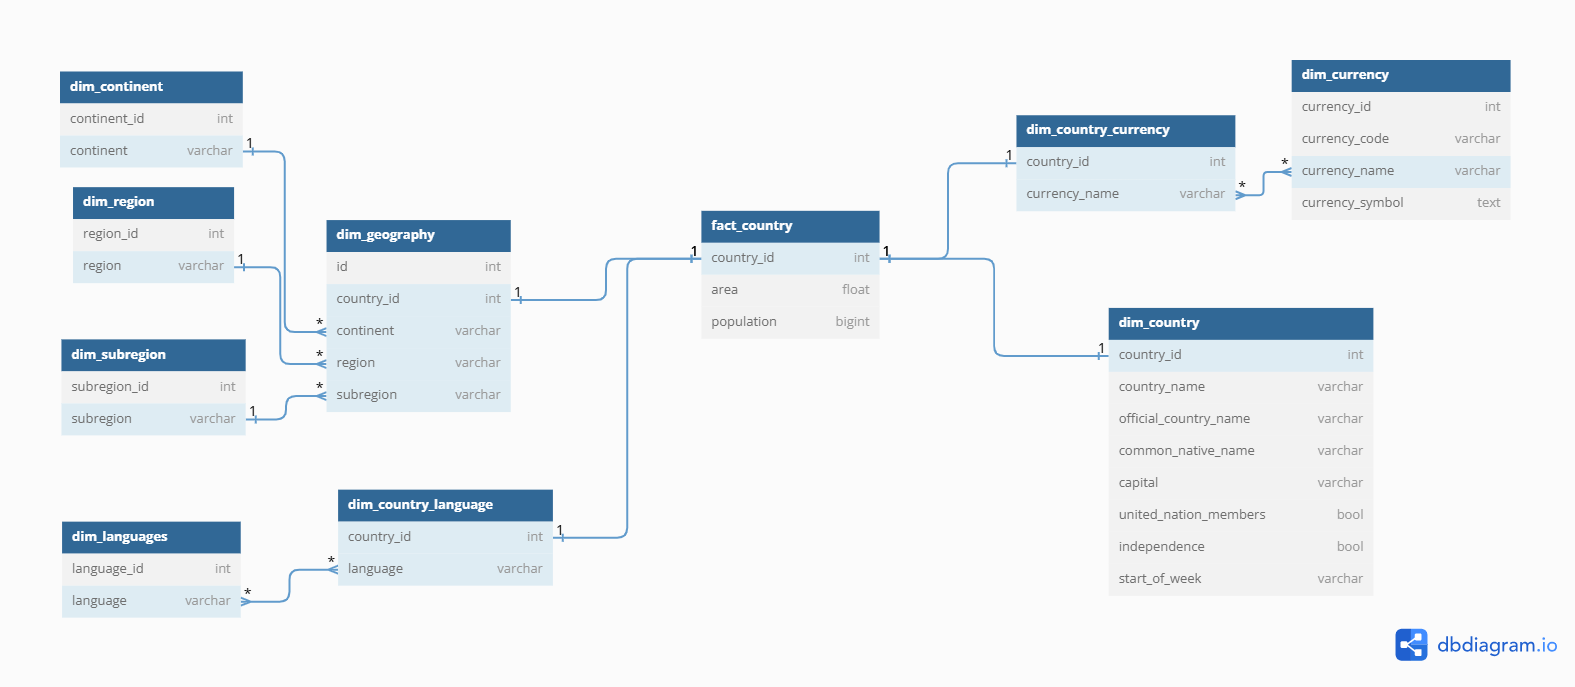 dim_continent
continent_id int
continent varchar
1
dim_region
region_id int
region varchar
1
dim_subregion
subregion_id int
subregion varchar
1
dim_languages
language_id int
language varchar
*
dim_geography
id int
country_id int
1
* continent varchar
* region varchar
* subregion varchar
dim_country_language
country_id int
1
* language varchar
fact_country
1 country_id int 1
area float
population bigint
dim_country_currency
1 country_id int
currency_name varchar
*
dim_currency
currency_id int
currency_code varchar
* currency_name varchar
currency_symbol text
dim_country
1 country_id int
country_name varchar
official_country_name varchar
common_native_name varchar
capital varchar
united_nation_members bool
independence bool
start_of_week varchar
dbdiagram.io